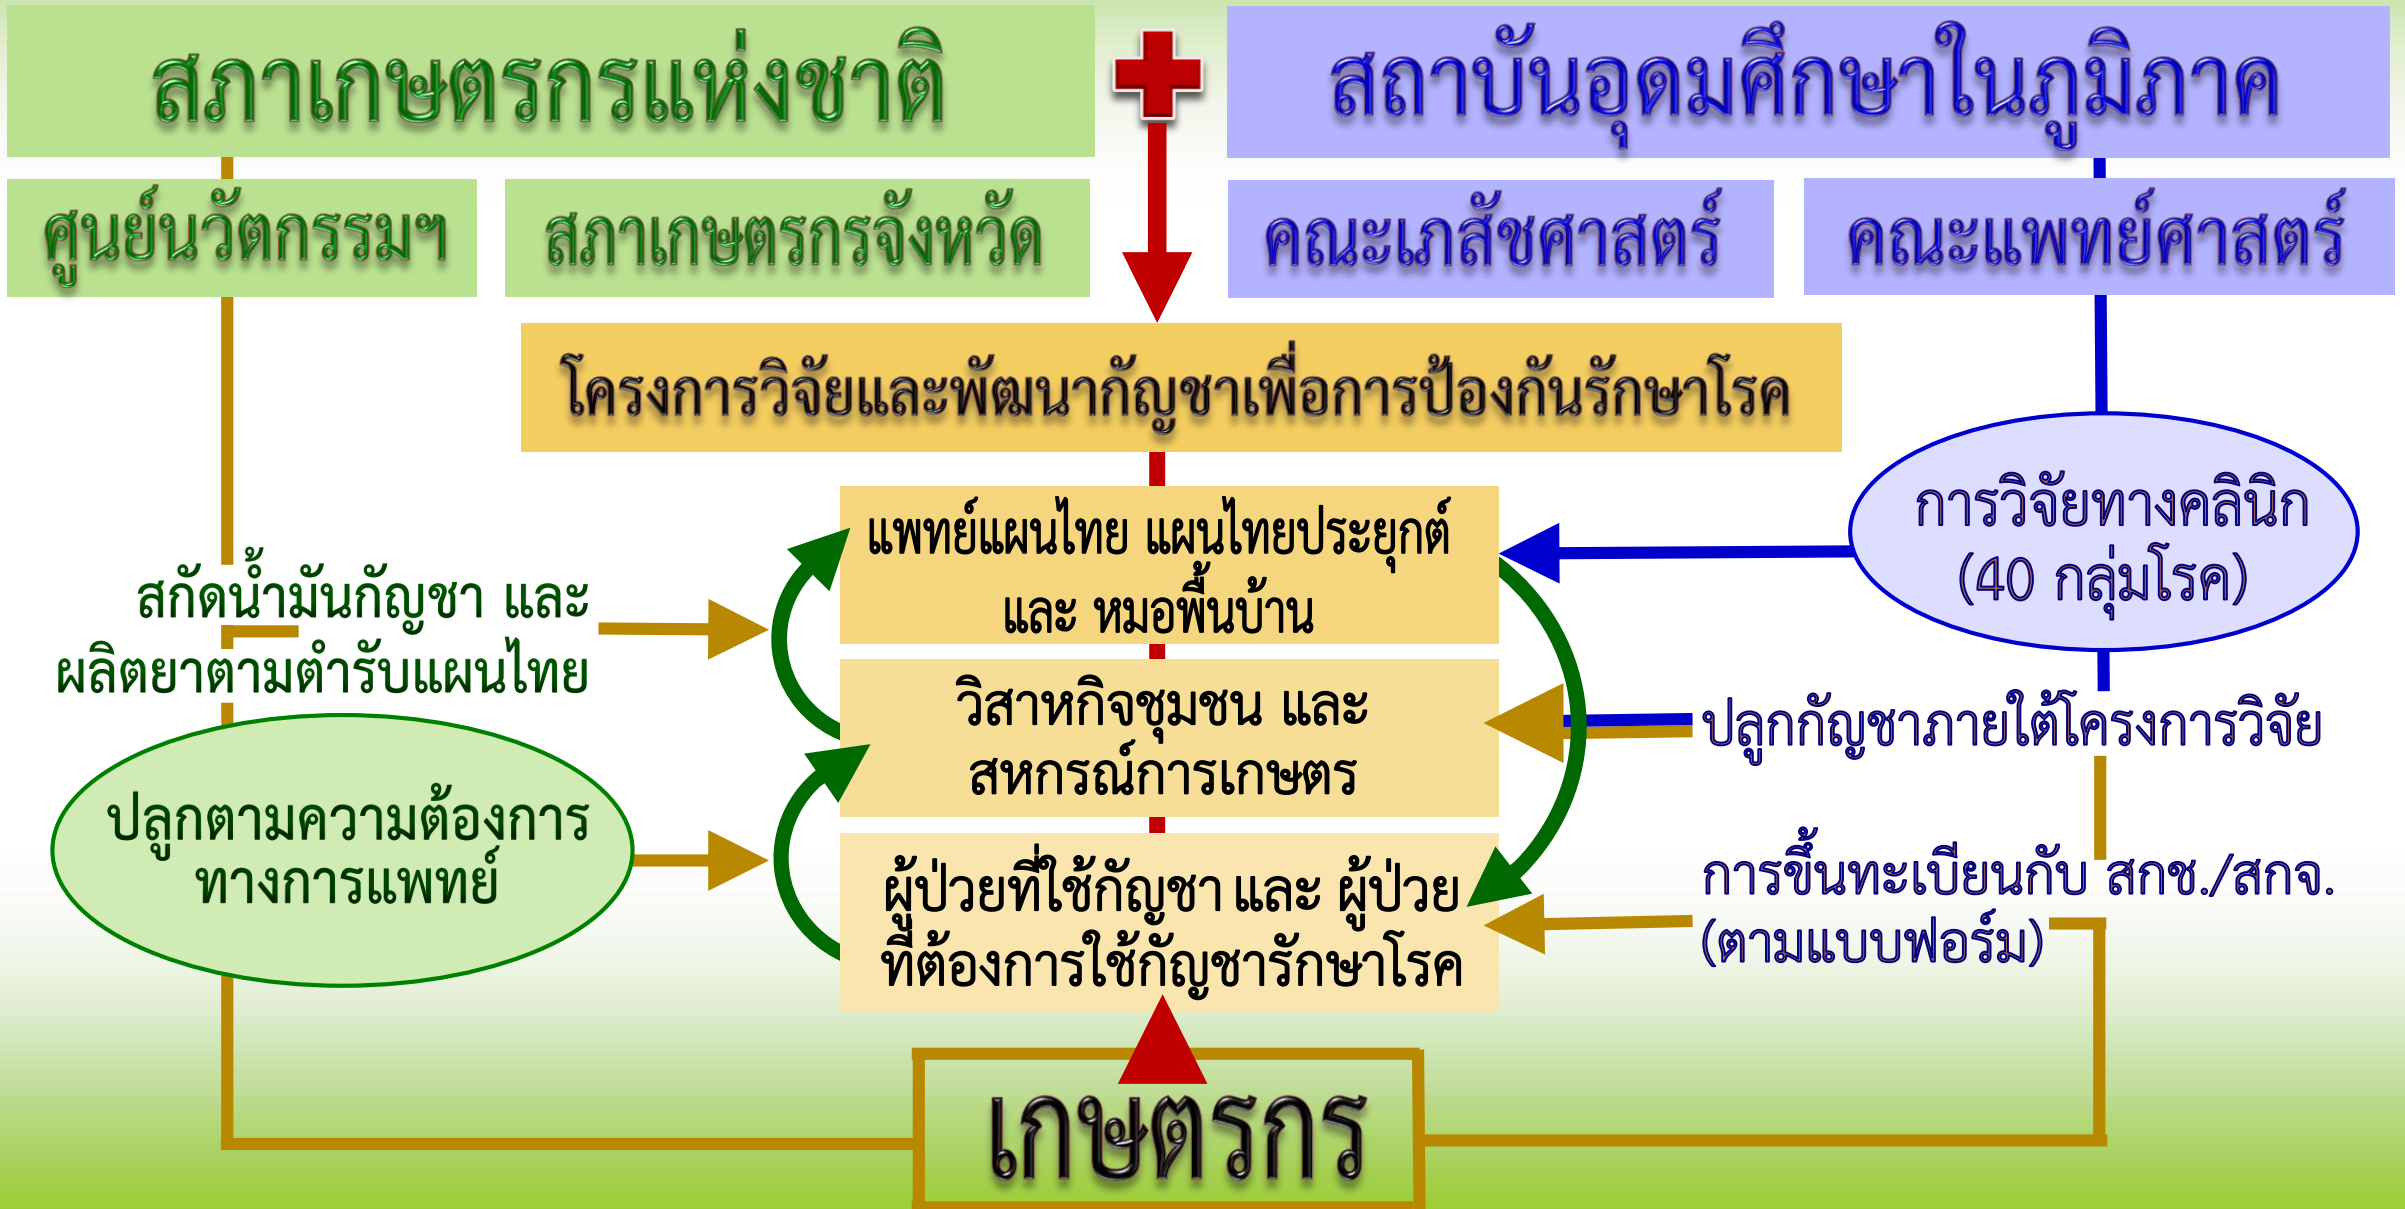 สภาเกษตรกรแห่งชาติ
สถาบันอุดมศึกษาในภูมิภาค
ศูนย์นวัตกรรมฯ
สภาเกษตรกรจังหวัด
คณะเภสัชศาสตร์
คณะแพทย์ศาสตร์
โครงการวิจัยและพัฒนากัญชาเพื่อการป้องกันรักษาโรค
แพทย์แผนไทย แผนไทยประยุกต์
และ หมอพื้นบ้าน
การวิจัยทางคลินิก
(40 กลุ่มโรค)
สกัดน้ำมันกัญชา และ
ผลิตยาตามตำรับแผนไทย
วิสาหกิจชุมชน และ
สหกรณ์การเกษตร
ปลูกกัญชาภายใต้โครงการวิจัย
ปลูกตามความต้องการ
ทางการแพทย์
ผู้ป่วยที่ใช้กัญชา และ ผู้ป่วย
ที่ต้องการใช้กัญชารักษาโรค
การขึ้นทะเบียนกับ สกช./สกจ.
(ตามแบบฟอร์ม)
เกษตรกร